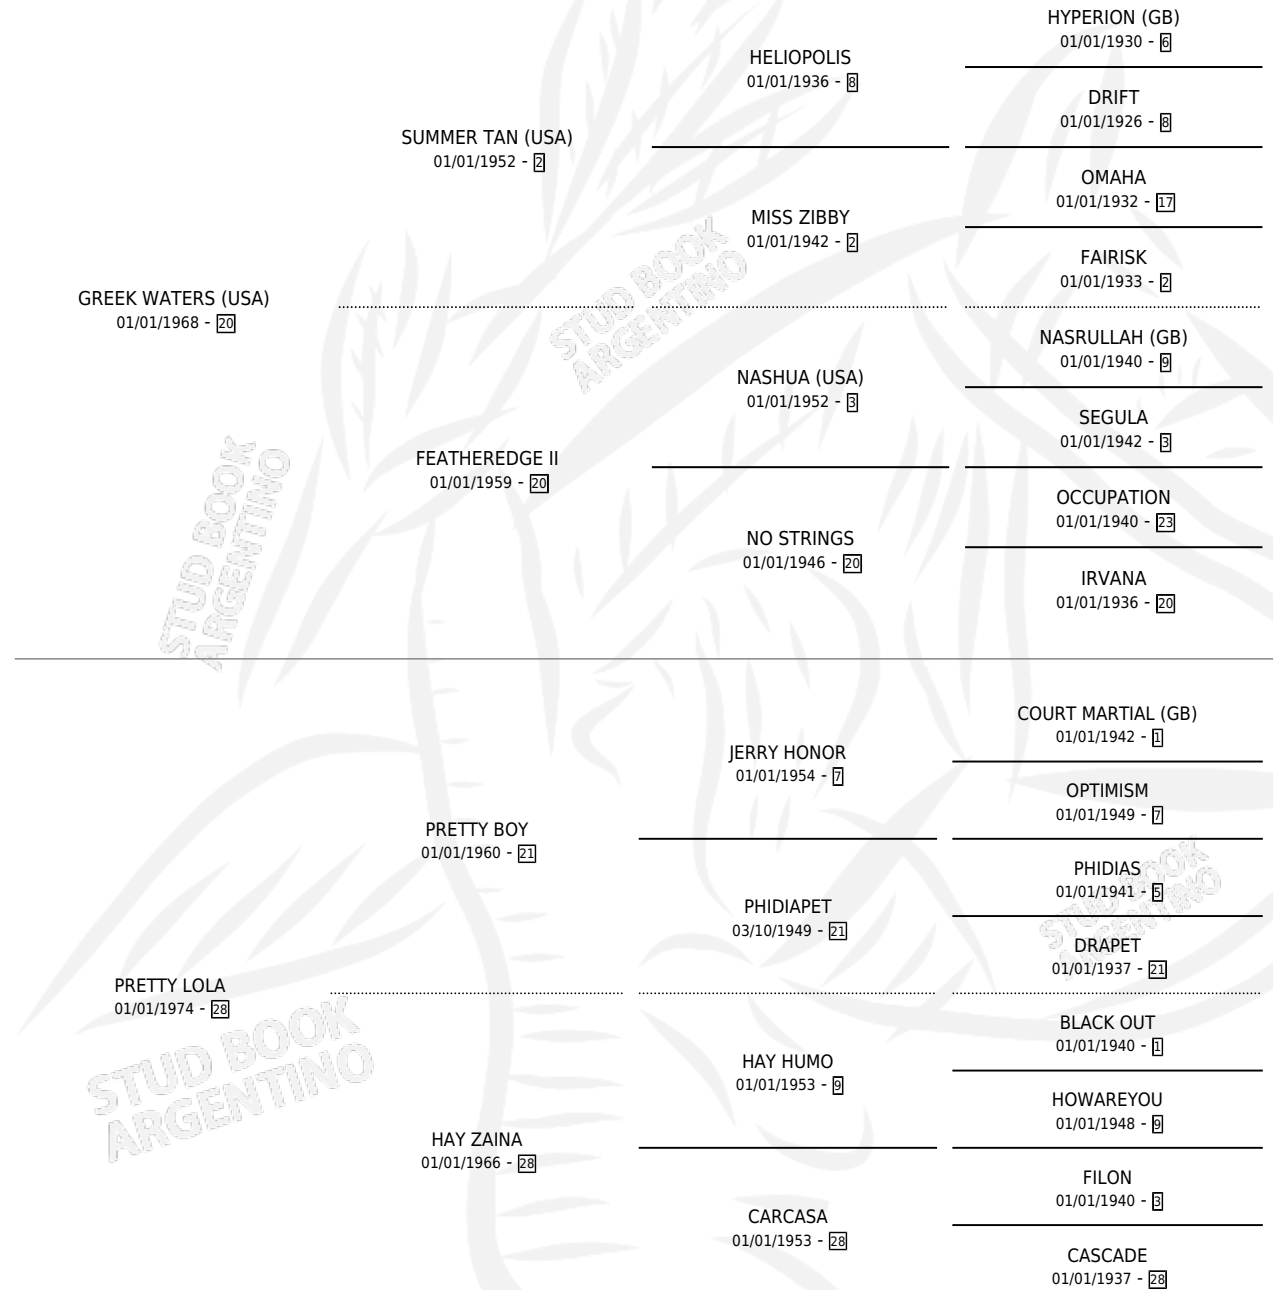 HYPERION (GB)
01/01/1930 - 6
HELIOPOLIS
01/01/1936 - 8
DRIFT
01/01/1926 - 8
SUMMER TAN (USA)
01/01/1952 - 2
OMAHA
01/01/1932 - 17
MISS ZIBBY
01/01/1942 - 2
FAIRISK
01/01/1933 - 2
GREEK WATERS (USA)
01/01/1968 - 20
NASRULLAH (GB)
01/01/1940 - 9
NASHUA (USA)
01/01/1952 - 3
SEGULA
01/01/1942 - 3
FEATHEREDGE II
01/01/1959 - 20
OCCUPATION
01/01/1940 - 23
NO STRINGS
01/01/1946 - 20
IRVANA
01/01/1936 - 20
COURT MARTIAL (GB)
01/01/1942 - 1
JERRY HONOR
01/01/1954 - 7
OPTIMISM
01/01/1949 - 7
PRETTY BOY
01/01/1960 - 21
PHIDIAS
01/01/1941 - 5
PHIDIAPET
03/10/1949 - 21
DRAPET
01/01/1937 - 21
PRETTY LOLA
01/01/1974 - 28
BLACK OUT
01/01/1940 - 1
HAY HUMO
01/01/1953 - 9
HOWAREYOU
01/01/1948 - 9
HAY ZAINA
01/01/1966 - 28
FILON
01/01/1940 - 3
CARCASA
01/01/1953 - 28
CASCADE
01/01/1937 - 28
STUD BOOK
ARGENTINO
STUD BOOK
ARGENTINO
STUD BOOK
ARGENTINO
STUD BOOK
ARGENTINO